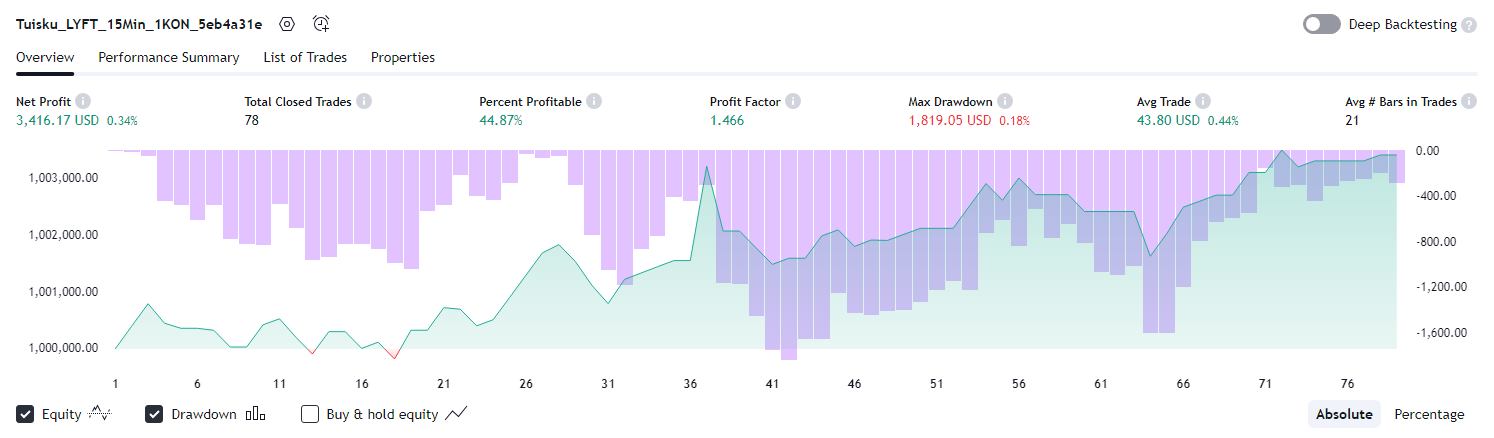 Tuisku_LYFT_15Min_1KON_5eb4a31e
Deep Backtesting
Overview Performance Summary List of Trades Properties
Net Profit Total Closed Trades Percent Profitable Profit Factor Max Drawdown Avg Trade Avg # Bars in Trades
3,416.17 USD 0.34% 78 44.87% 1.466 1,819.05 USD 0.18% 43.80 USD 0.44% 21
0.00
1,003,000.00
-400.00
1,002,000.00
-800.00
1,001,000.00
-1,200.00
-1,600.00
1,000,000.00
1 6 11 16 21 26 31 36 41 46 51 56 61 66 71 76
Equity Drawdown Buy & hold equity Absolute Percentage